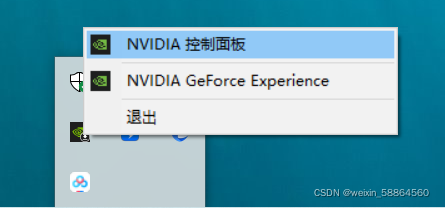 NVIDIA 控制面板
NVIDIA GeForce Experience
退出
CSDN @weixin_58864560